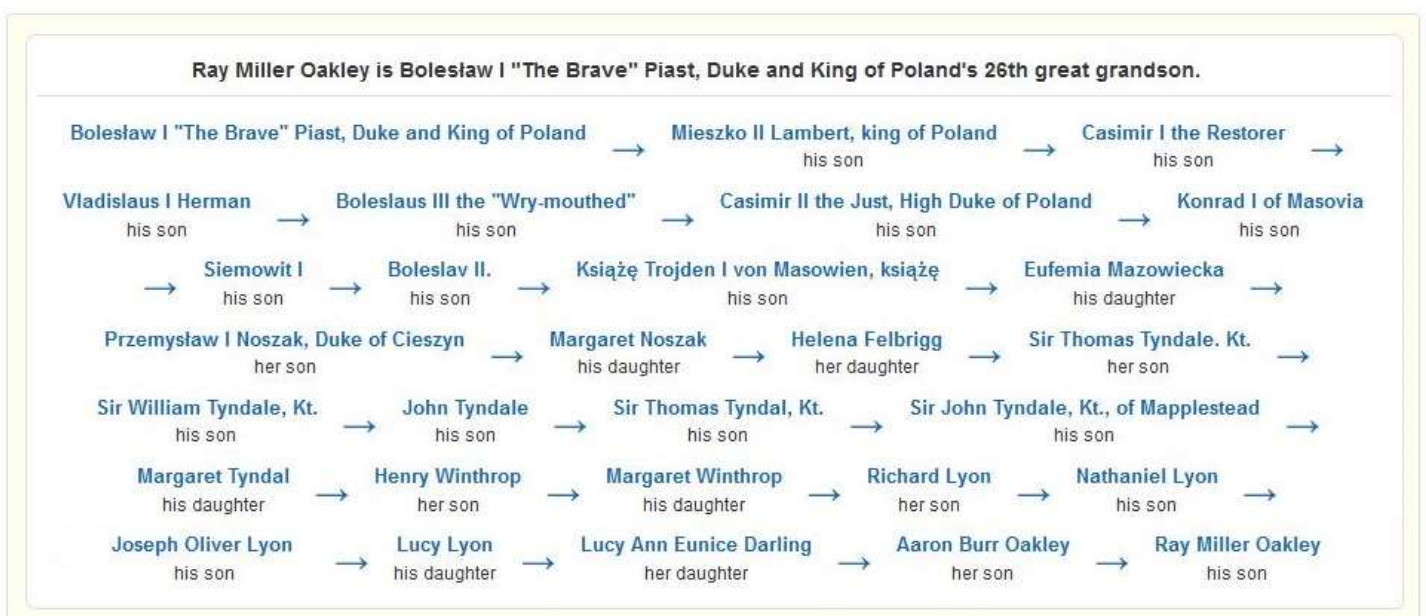 Ray Miller Oakley is Bolesław I "The Brave" Piast, Duke and King of Poland's 26th great grandson.
Bolesław I "The Brave" Piast, Duke and King of Poland → Mieszko II Lambert, king of Poland → Casimir I the Restorer →
his son his son
Vladislaus I Herman → Boleslaus III the "Wry-mouthed" → Casimir II the Just, High Duke of Poland → Konrad I of Masovia
his son his son his son his son
→ Siemowit I → Boleslav II. → Książę Trojden I von Masowien, książę → Eufemia Mazowiecka →
his son his son his son his daughter
Przemysław I Noszak, Duke of Cieszyn → Margaret Noszak → Helena Felbrigg → Sir Thomas Tyndale. Kt. →
her son his daughter her daughter her son
Sir William Tyndale, Kt. → John Tyndale → Sir Thomas Tyndal, Kt. → Sir John Tyndale, Kt., of Mapplestead →
his son his son his son his son
Margaret Tyndal → Henry Winthrop → Margaret Winthrop → Richard Lyon → Nathaniel Lyon →
his daughter her son his daughter her son his son
Joseph Oliver Lyon → Lucy Lyon → Lucy Ann Eunice Darling → Aaron Burr Oakley → Ray Miller Oakley
his son his daughter her daughter her son his son